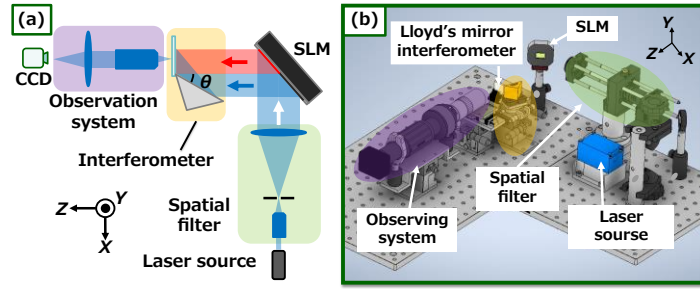 (a)
SLM
CCD
θ
Observation
system
Interferometer
Spatial
filter
Laser source
Z
Y
X
(b)
Lloyd's mirror
interferometer
SLM
Y
Z
X
Spatial
filter
Observing
system
Laser
sourse